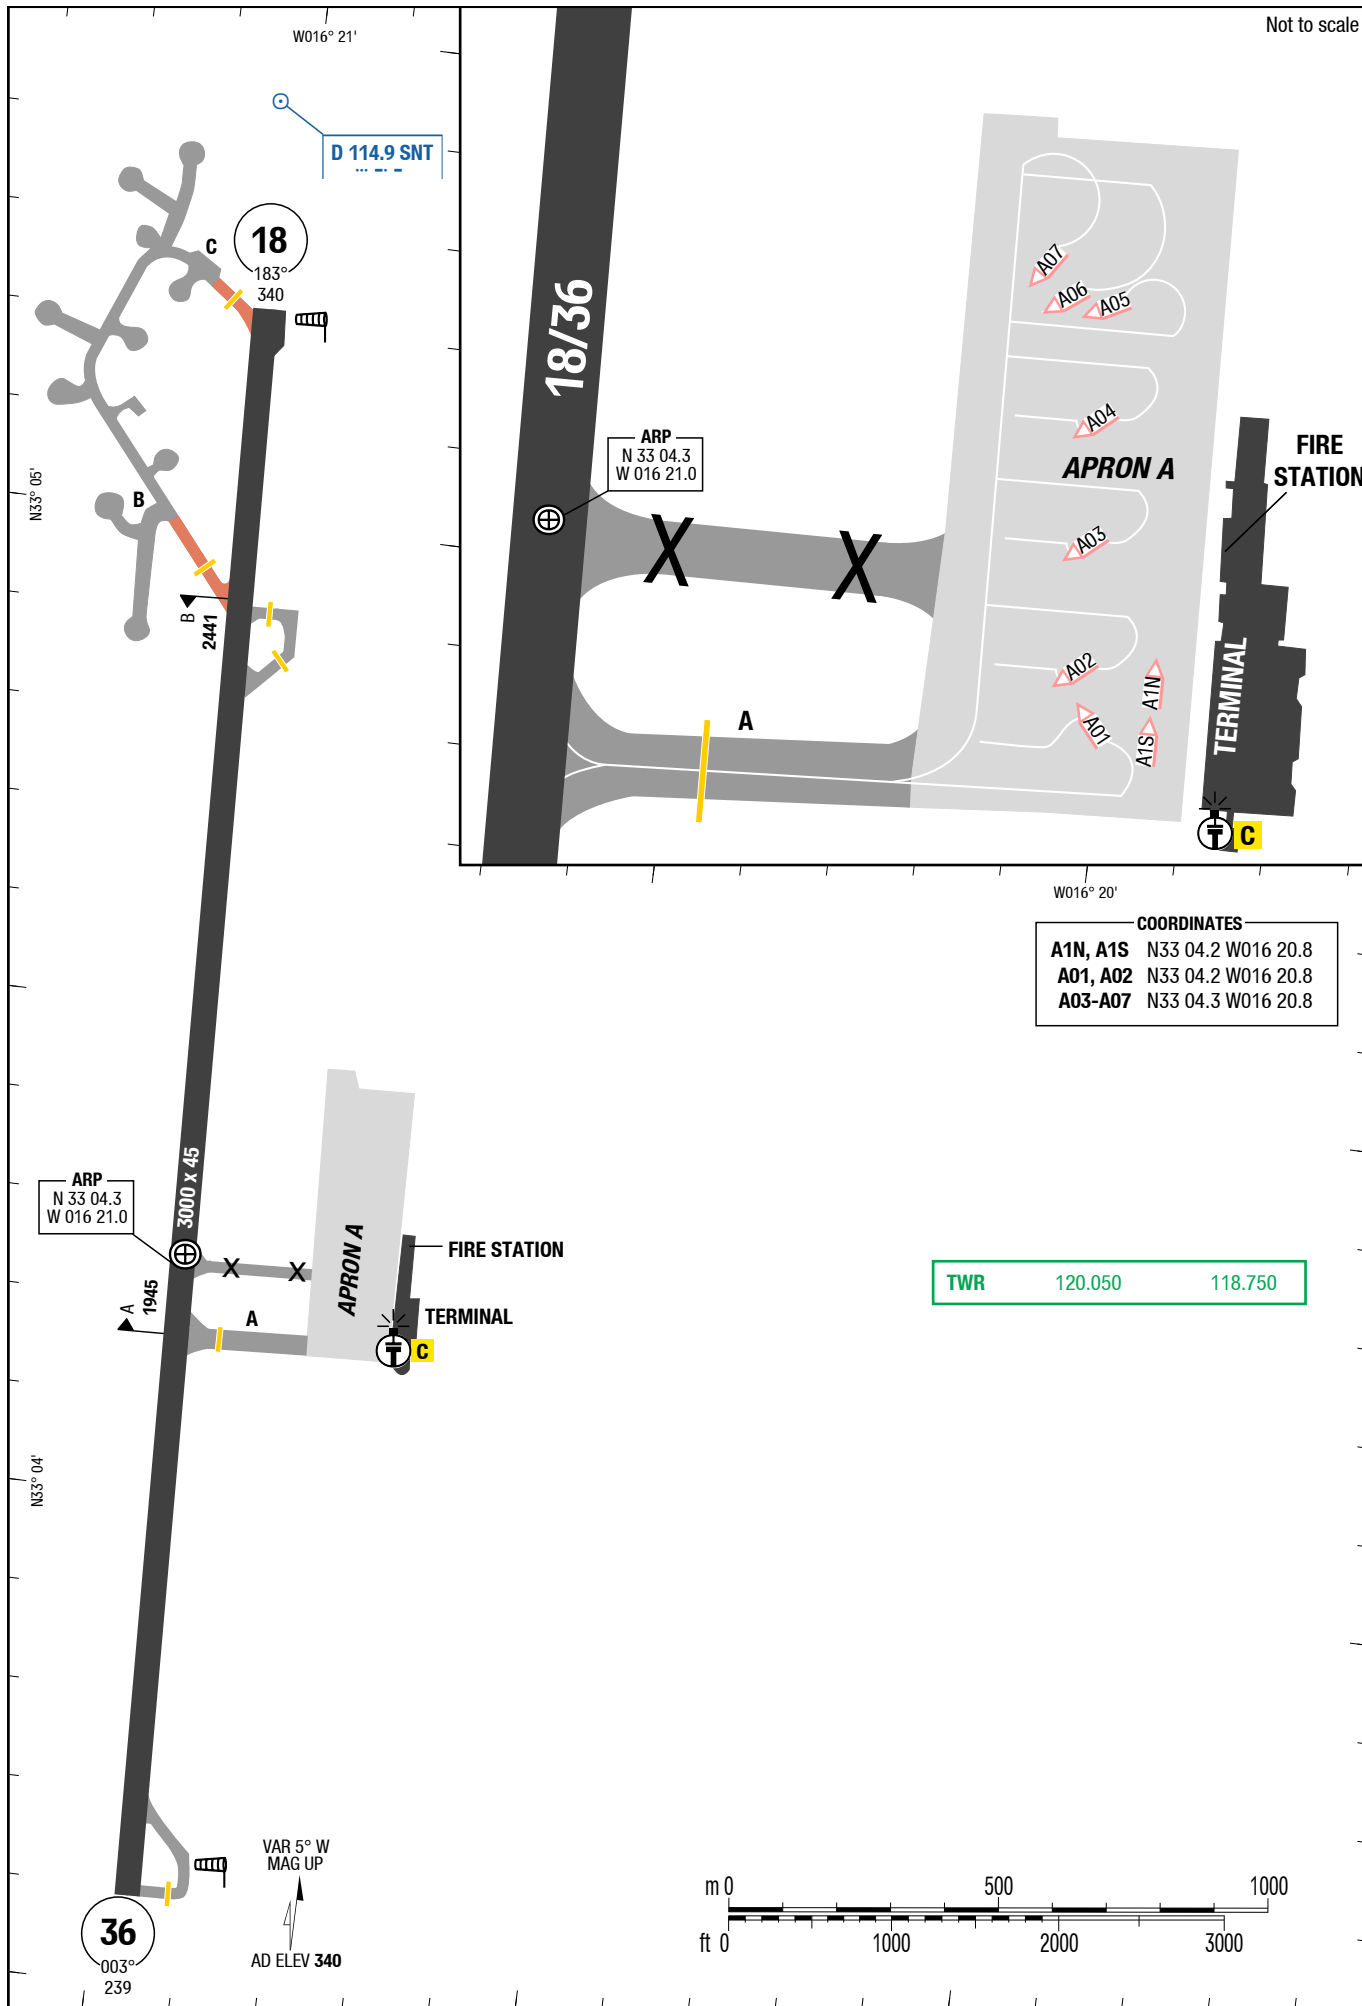 W016° 21'
D 114.9 SNT
C
18
183°
340
N33° 05'
B
B
2441
3000 x 45
ARP
N 33 04.3
W 016 21.0
A
1945
X
X
A
APRON A
FIRE STATION
TERMINAL
C
N33° 04'
36
003°
239
VAR 5° W
MAG UP
AD ELEV 340
Not to scale
18/36
ARP
N 33 04.3
W 016 21.0
X
X
A
A07
A06
A05
A04
APRON A
A03
A02
A01
A1N
A1S
FIRE
STATION
TERMINAL
C
W016° 20'
COORDINATES
A1N, A1S N33 04.2 W016 20.8
A01, A02 N33 04.2 W016 20.8
A03-A07 N33 04.3 W016 20.8
TWR 120.050 118.750
m 0 500 1000
ft 0 1000 2000 3000